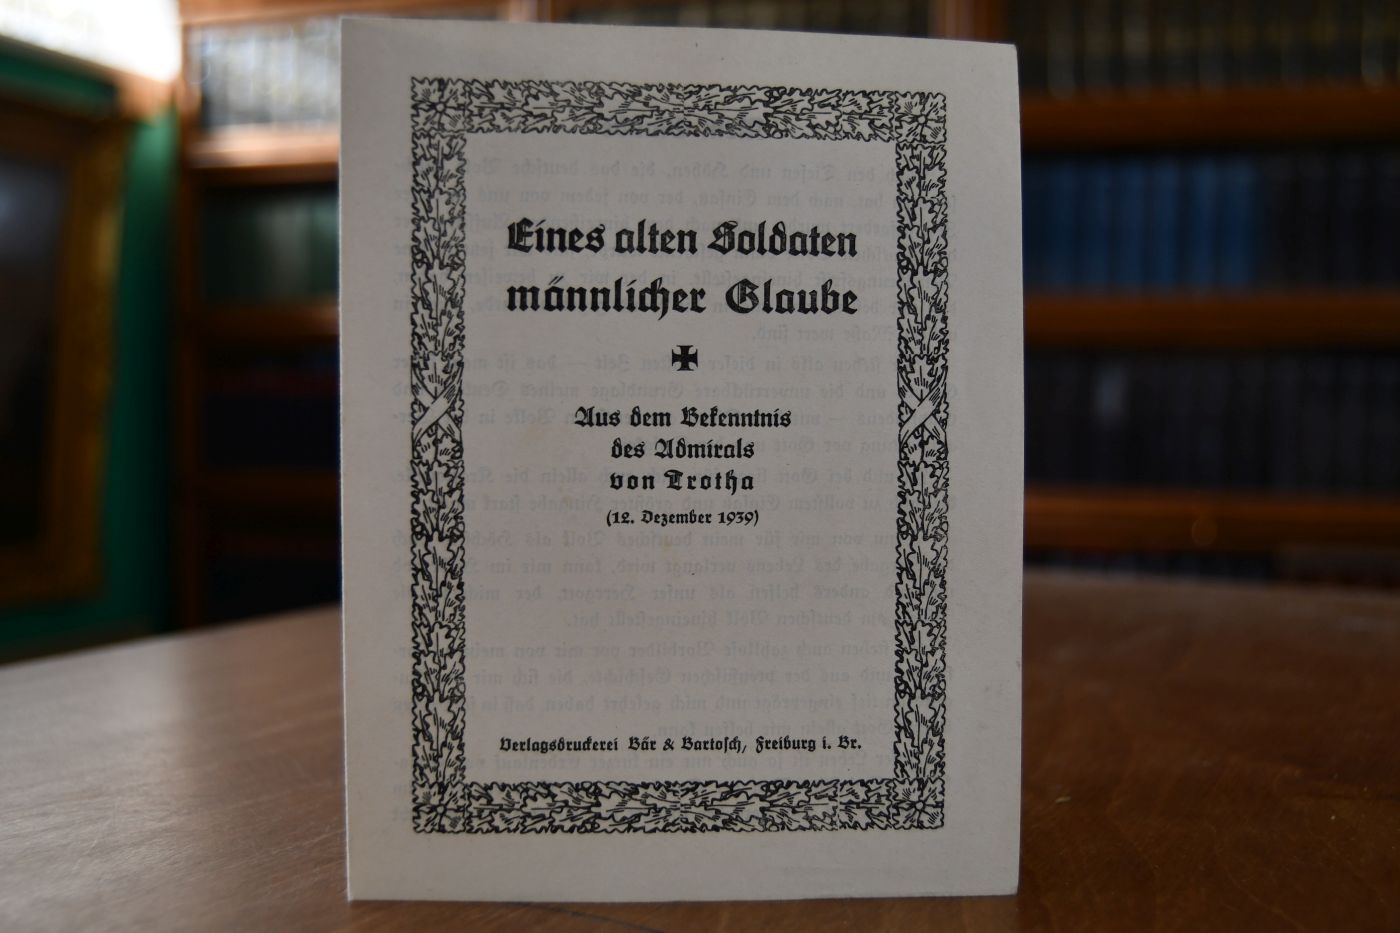 Eines alten Soldaten
männlicher Glaube
Aus dem Bekenntnis
des Admirals
von Trotha
(12. Dezember 1939)
Verlagsdruckerei Bär & Bartosch, Freiburg i. Br.